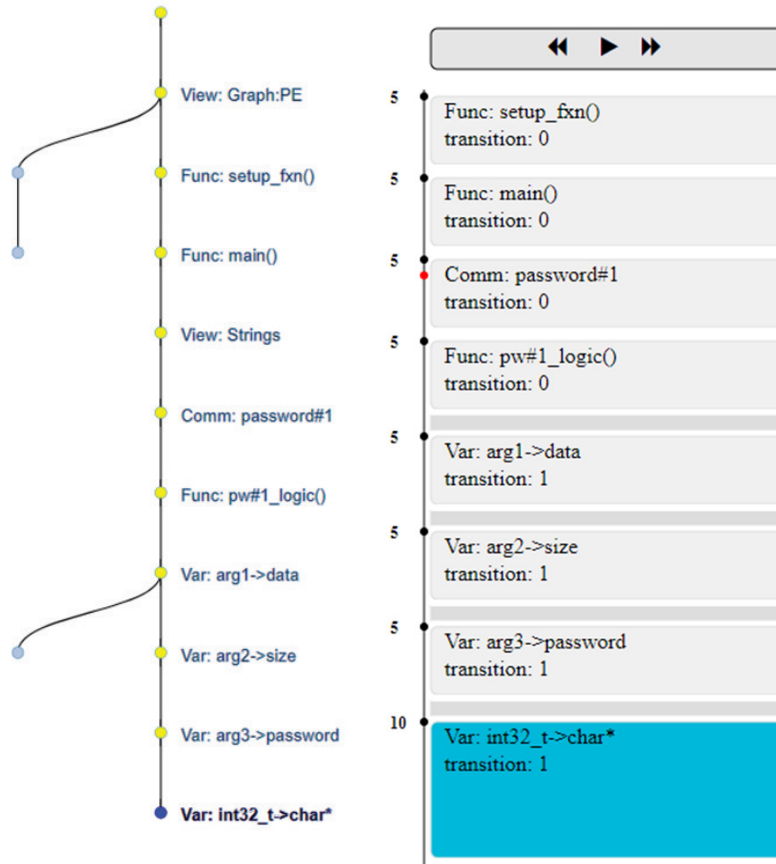 View: Graph:PE
Func: setup_fxn()
Func: main()
View: Strings
Comm: password#1
Func: pw#1_logic()
Var: arg1->data
Var: arg2->size
Var: arg3->password
Var: int32_t->char*
5
Func: setup_fxn()
transition: 0
5
Func: main()
transition: 0
5
Comm: password#1
transition: 0
5
Func: pw#1_logic()
transition: 0
5
Var: arg1->data
transition: 1
5
Var: arg2->size
transition: 1
5
Var: arg3->password
transition: 1
10
Var: int32_t->char*
transition: 1